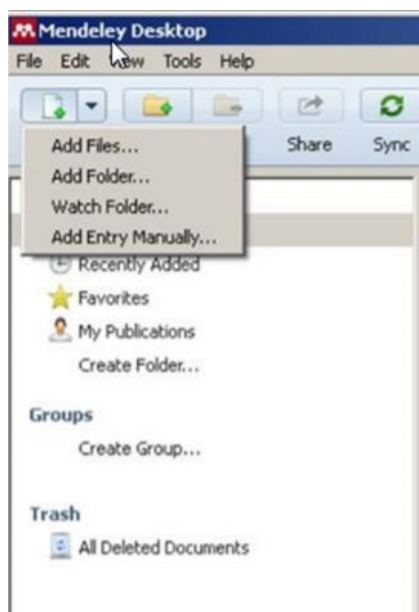 Mendeley Desktop
File Edit View Tools Help
Share Sync
Add Files...
Add Folder...
Watch Folder...
Add Entry Manually...
Recently Added
Favorites
My Publications
Create Folder...
Groups
Create Group...
Trash
All Deleted Documents